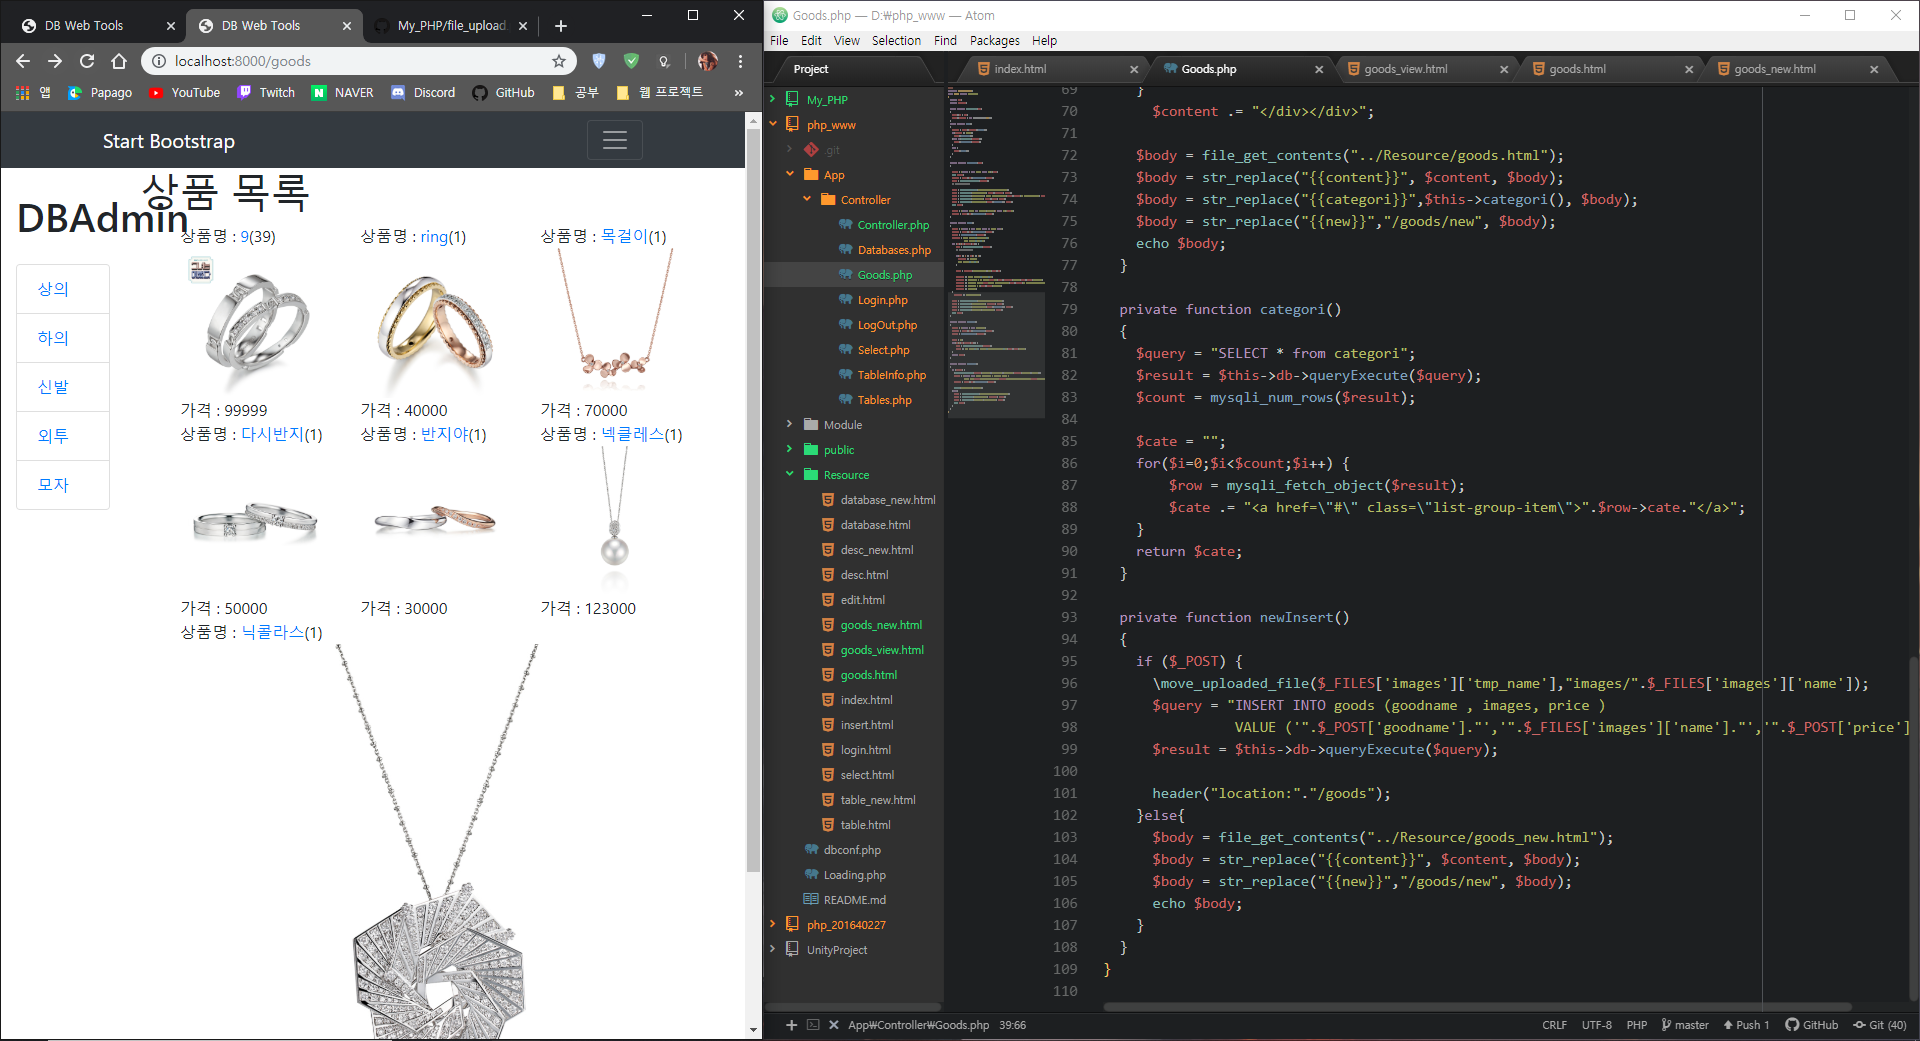 DB Web Tools
DB Web Tools
My_PHP/file_upload
localhost:8000/goods
앱
Papago
YouTube
Twitch
NAVER
Discord
GitHub
공부
웹 프로젝트
»
Start Bootstrap
상품 목록
DBAdmin
상의
하의
신발
외투
모자
상품명 : 9(39)
상품명 : ring(1)
상품명 : 목걸이(1)
가격 : 99999
가격 : 40000
가격 : 70000
상품명 : 다시반지(1)
상품명 : 반지야(1)
상품명 : 넥클레스(1)
가격 : 50000
가격 : 30000
가격 : 123000
상품명 : 닉콜라스(1)
Goods.php — D:₩php_www — Atom
File Edit View Selection Find Packages Help
Project
index.html
Goods.php
goods_view.html
goods.html
goods_new.html
My_PHP
php_www
.git
App
Controller
Controller.php
Databases.php
Goods.php
Login.php
LogOut.php
Select.php
TableInfo.php
Tables.php
Module
public
Resource
database_new.html
database.html
desc_new.html
desc.html
edit.html
goods_new.html
goods_view.html
goods.html
index.html
insert.html
login.html
select.html
table_new.html
table.html
dbconf.php
Loading.php
README.md
php_201640227
UnityProject
69 }
70 $content .= "</div></div>";
71
72 $body = file_get_contents("../Resource/goods.html");
73 $body = str_replace("{{content}}", $content, $body);
74 $body = str_replace("{{categori}}",$this->categori(), $body);
75 $body = str_replace("{{new}}","/goods/new", $body);
76 echo $body;
77 }
78
79 private function categori()
80 {
81 $query = "SELECT * from categori";
82 $result = $this->db->queryExecute($query);
83 $count = mysqli_num_rows($result);
84
85 $cate = "";
86 for($i=0;$i<$count;$i++) {
87 $row = mysqli_fetch_object($result);
88 $cate .= "<a href=\"#\" class=\"list-group-item\">".$row->cate."</a>";
89 }
90 return $cate;
91 }
92
93 private function newInsert()
94 {
95 if ($_POST) {
96 \move_uploaded_file($_FILES['images']['tmp_name'],"images/".$_FILES['images']['name']);
97 $query = "INSERT INTO goods (goodname , images, price )
98 VALUE ('".$_POST['goodname']."','".$_FILES['images']['name']."','".$_POST['price']
99 $result = $this->db->queryExecute($query);
100
101 header("location:"."/goods");
102 }else{
103 $body = file_get_contents("../Resource/goods_new.html");
104 $body = str_replace("{{content}}", $content, $body);
105 $body = str_replace("{{new}}","/goods/new", $body);
106 echo $body;
107 }
108 }
109 }
110
App₩Controller₩Goods.php 39:66
CRLF UTF-8 PHP master Push 1 GitHub Git (40)